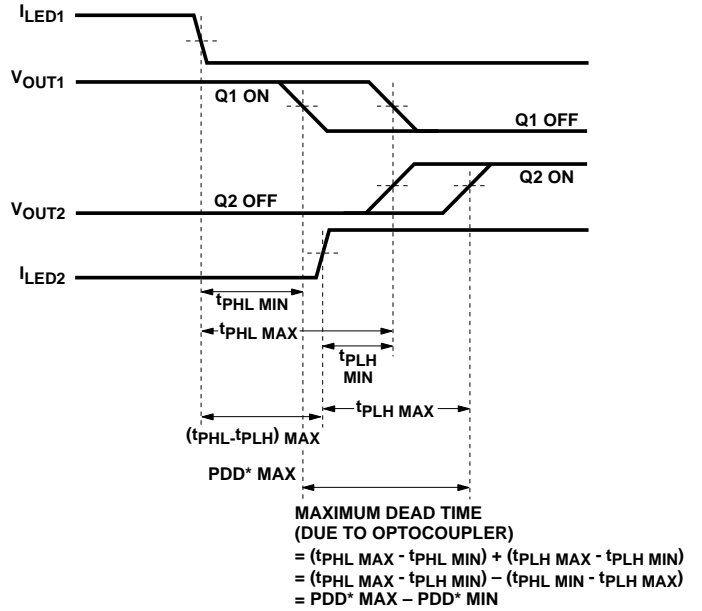 ILED1
VOUT1
Q1 ON
Q1 OFF
Q2 ON
Q2 OFF
VOUT2
ILED2
tPHL MIN
tPHL MAX
tPLH
MIN
tPLH MAX
(tPHL-tPLH) MAX
PDD* MAX
MAXIMUM DEAD TIME
(DUE TO OPTOCOUPLER)
= (tPHL MAX - tPHL MIN) + (tPLH MAX - tPLH MIN)
= (tPHL MAX - tPLH MIN) – (tPHL MIN - tPLH MAX)
= PDD* MAX – PDD* MIN